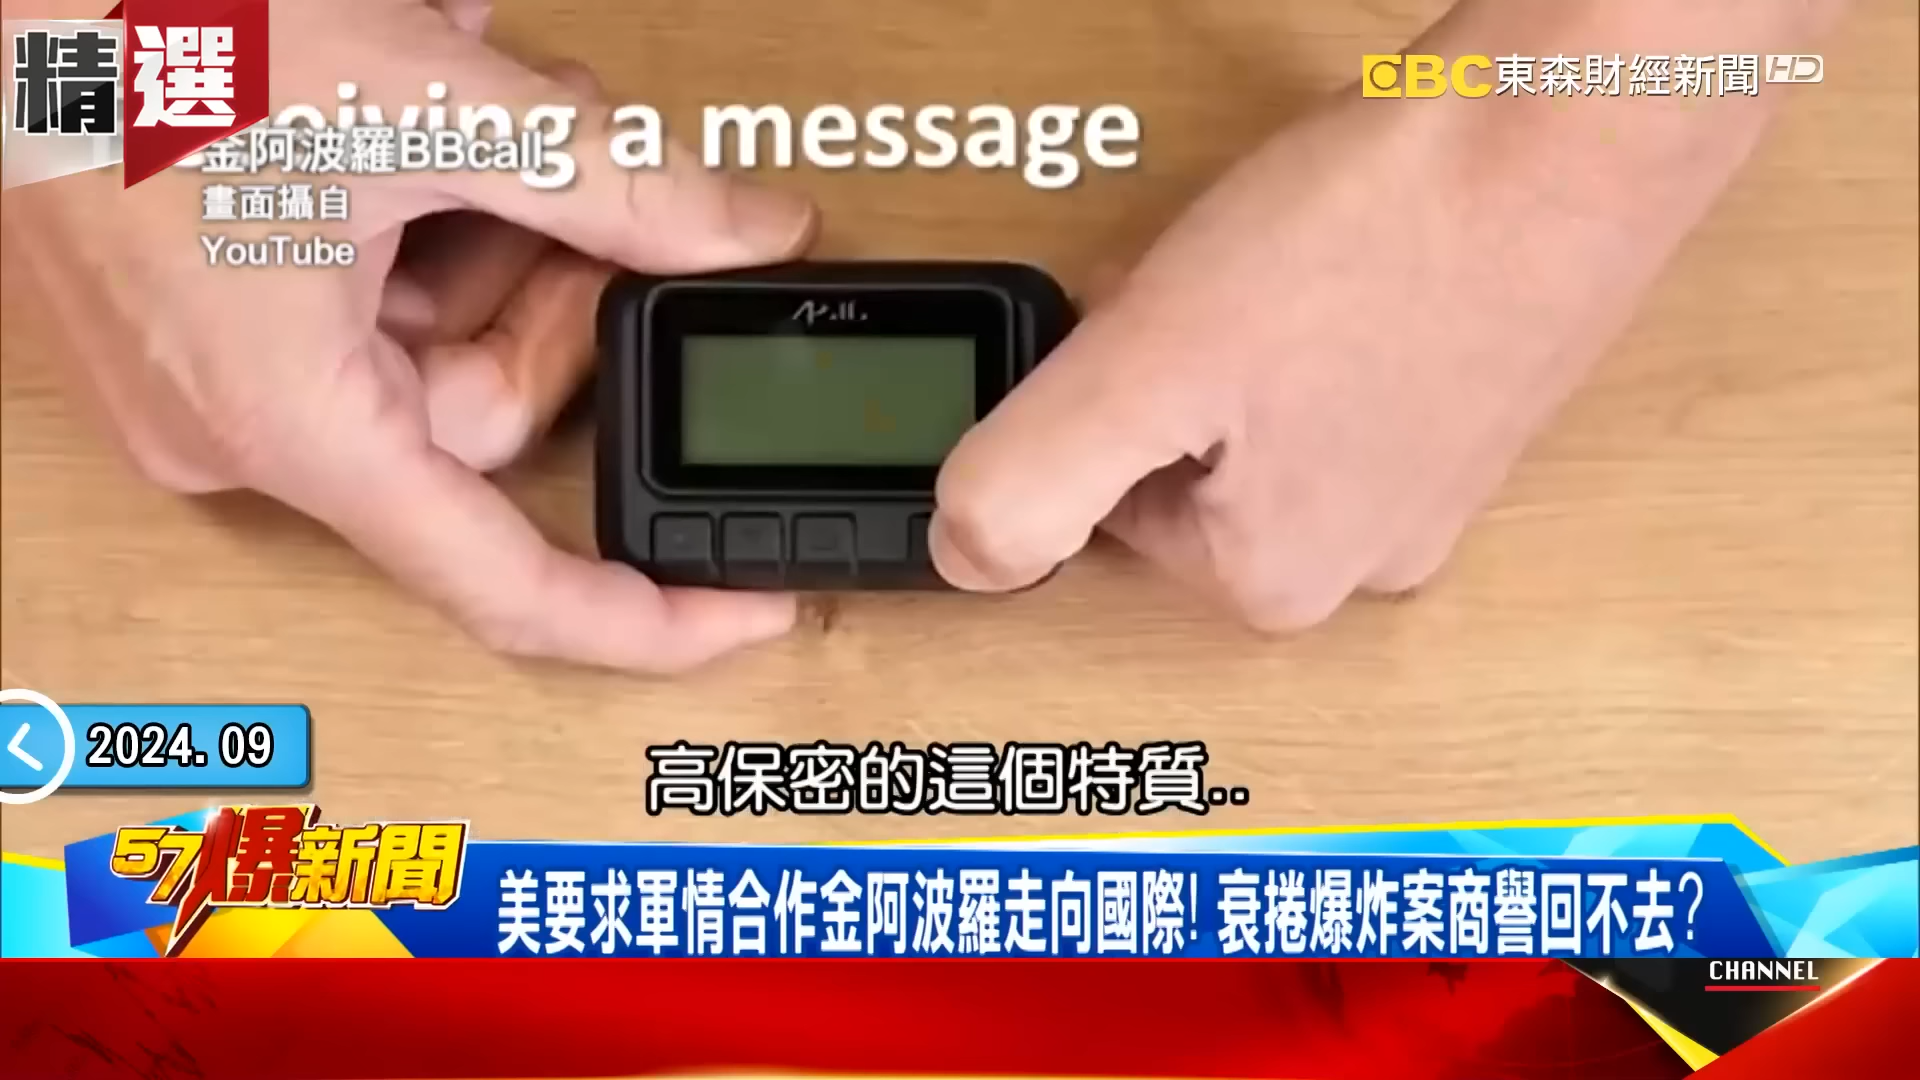 精選
EBC東森財經新聞HD
eiving a message
金阿波羅BBcall
畫面攝自
YouTube
2024.09
高保密的這個特質..
57爆新聞
美要求軍情合作金阿波羅走向國際! 衰捲爆炸案商譽回不去?
CHANNEL